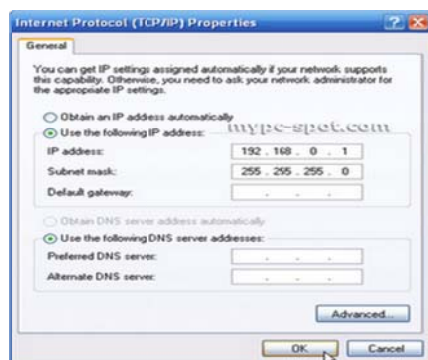 Internet Protocol (TCP/IP) Properties
General
You can get IP settings assigned automatically if your network supports
this capability. Otherwise, you need to ask your network administrator for
the appropriate IP settings.
Obtain an IP address automatically
Use the following IP address:
mypc-spot.com
IP address: 192 . 168 . 0 . 1
Subnet mask: 255 . 255 . 255 . 0
Default gateway: . . .
Obtain DNS server address automatically
Use the following DNS server addresses:
Preferred DNS server: . . .
Alternate DNS server: . . .
Advanced...
OK Cancel